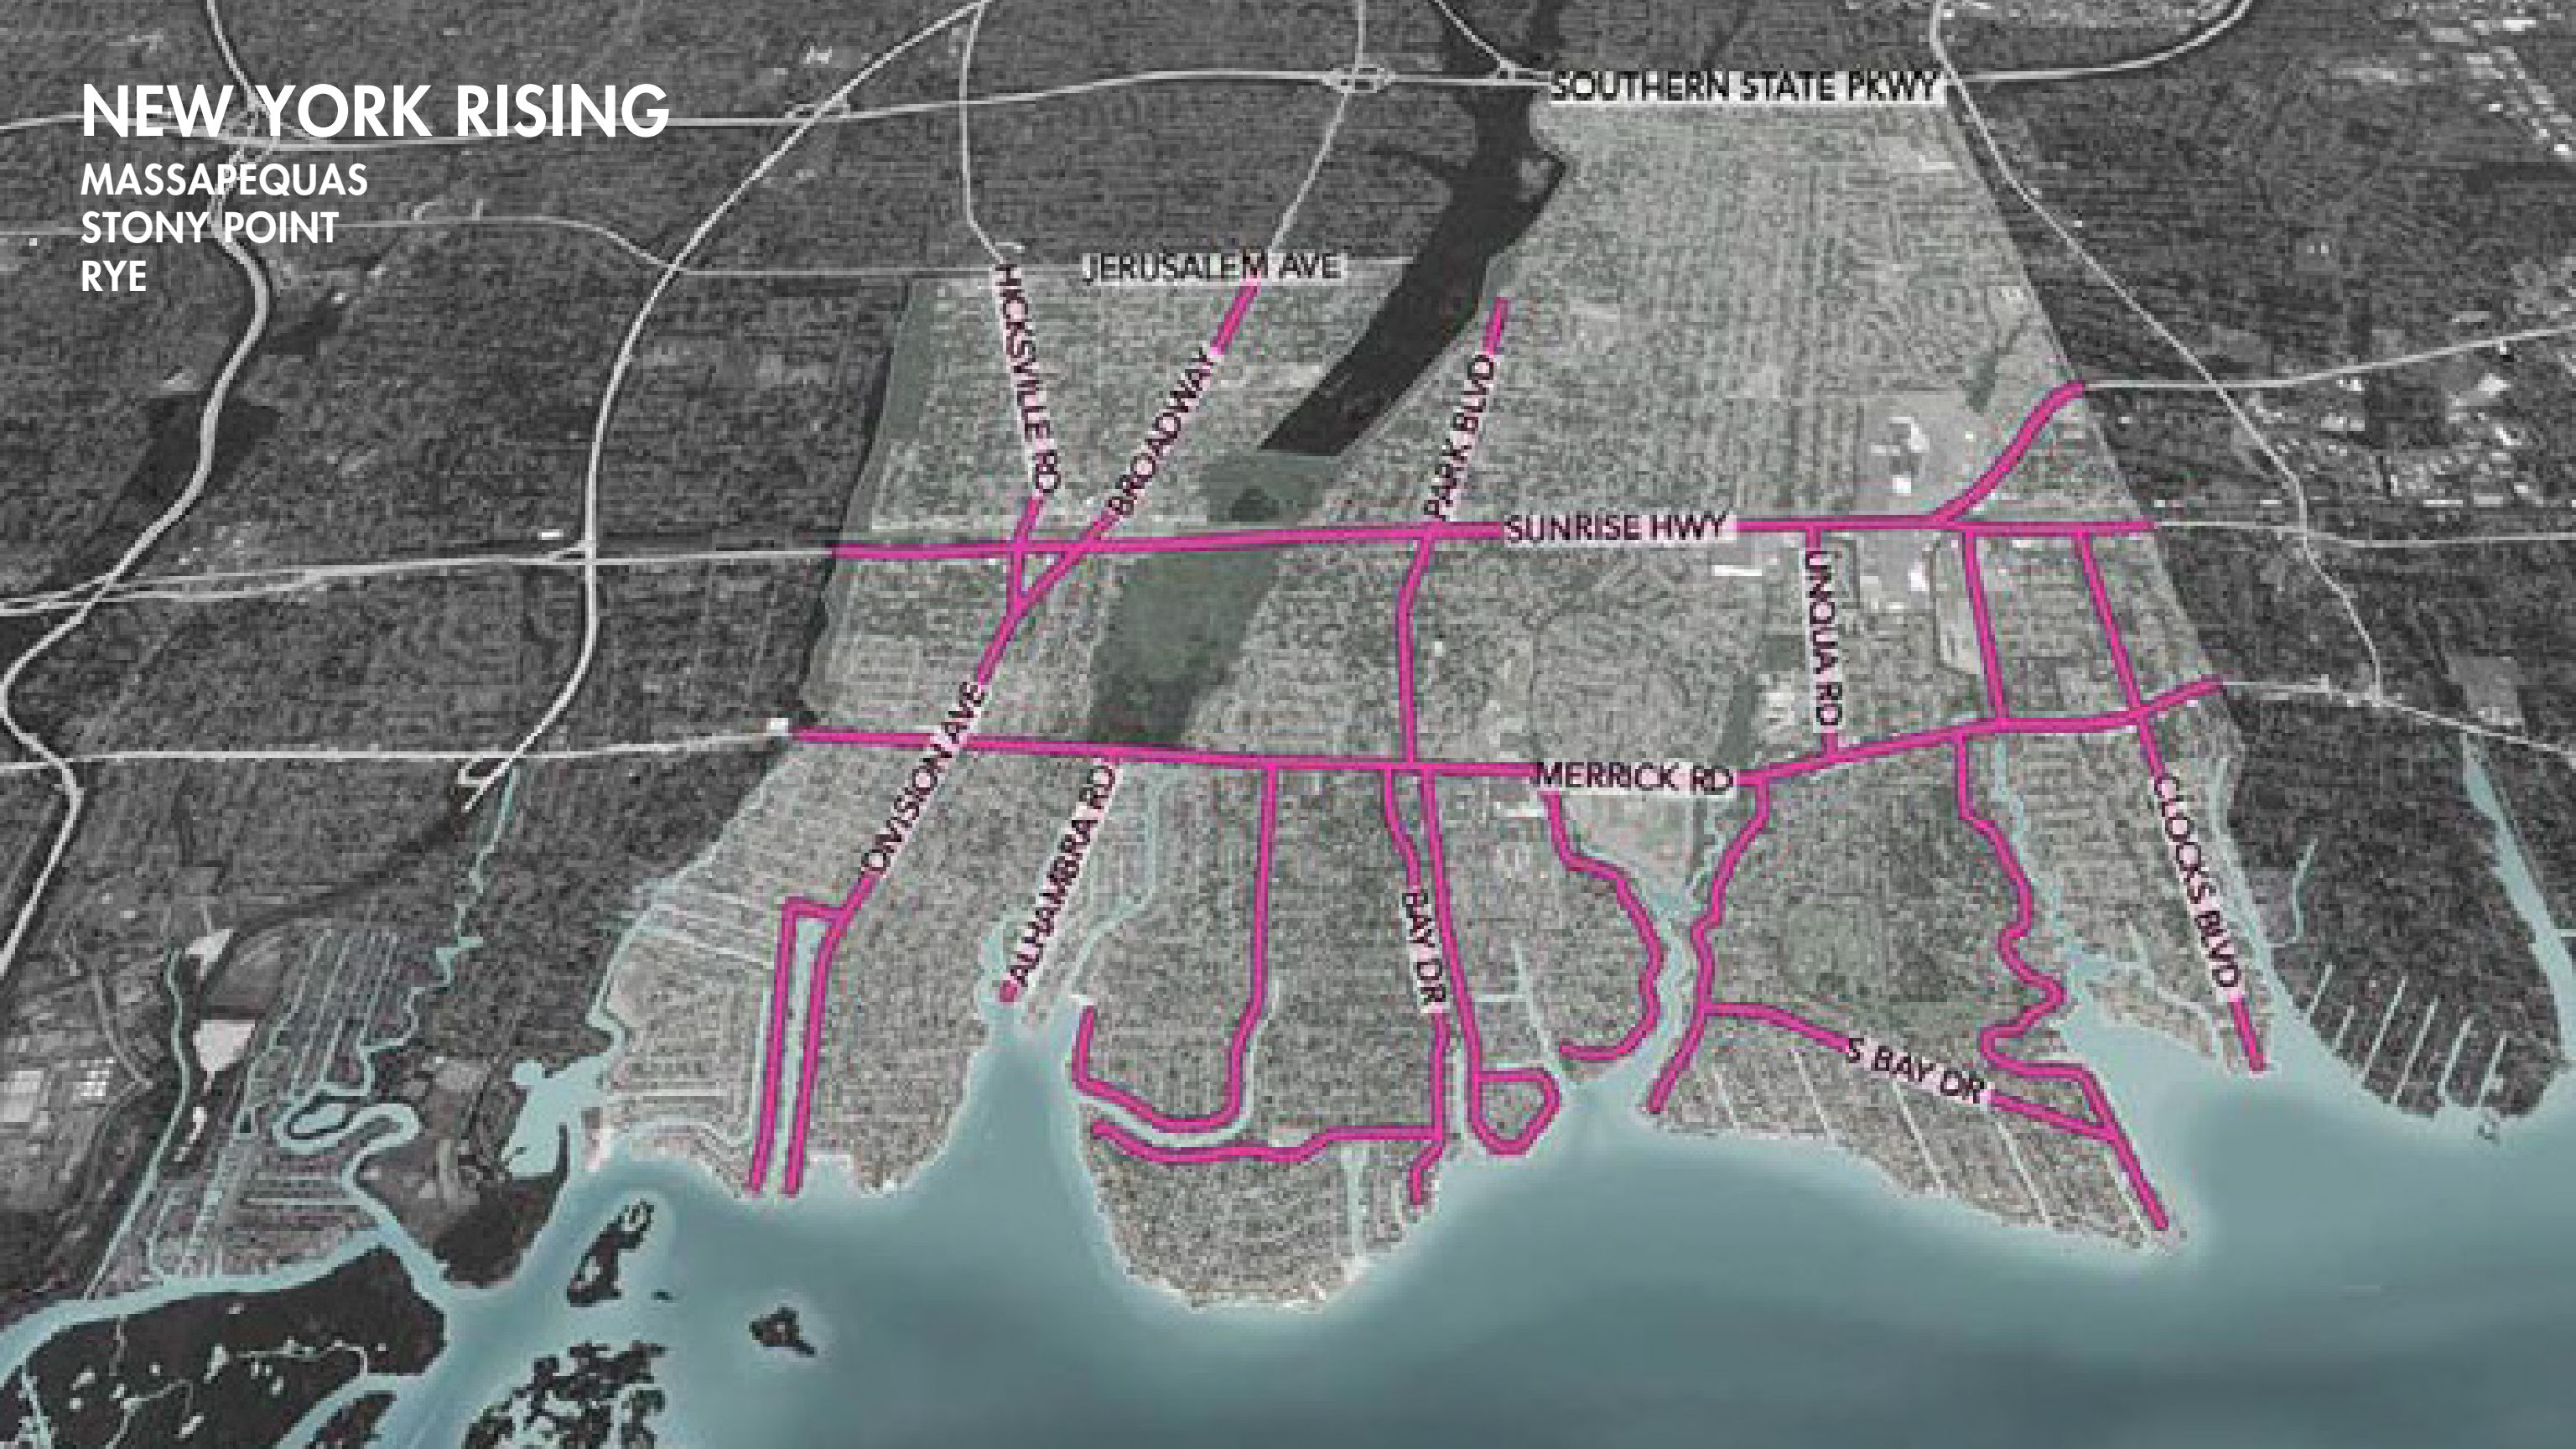 NEW YORK RISING
MASSAPEQUAS
STONY POINT
RYE
SOUTHERN STATE PKWY
JERUSALEM AVE
HICKSVILLE RD
BROADWAY
PARK BLVD
SUNRISE HWY
UNQUA RD
DIVISION AVE
ALHAMBRA RD
MERRICK RD
BAY DR
CLOCKS BLVD
S BAY DR